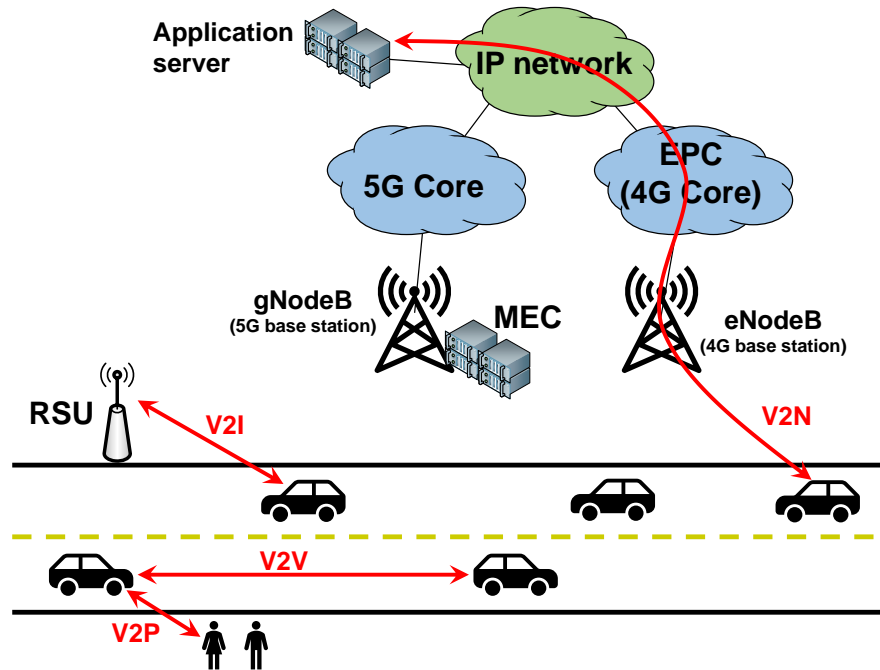 Application
server
IP network
5G Core
EPC
(4G Core)
gNodeB
(5G base station)
MEC
eNodeB
(4G base station)
RSU
V2I
V2N
V2V
V2P